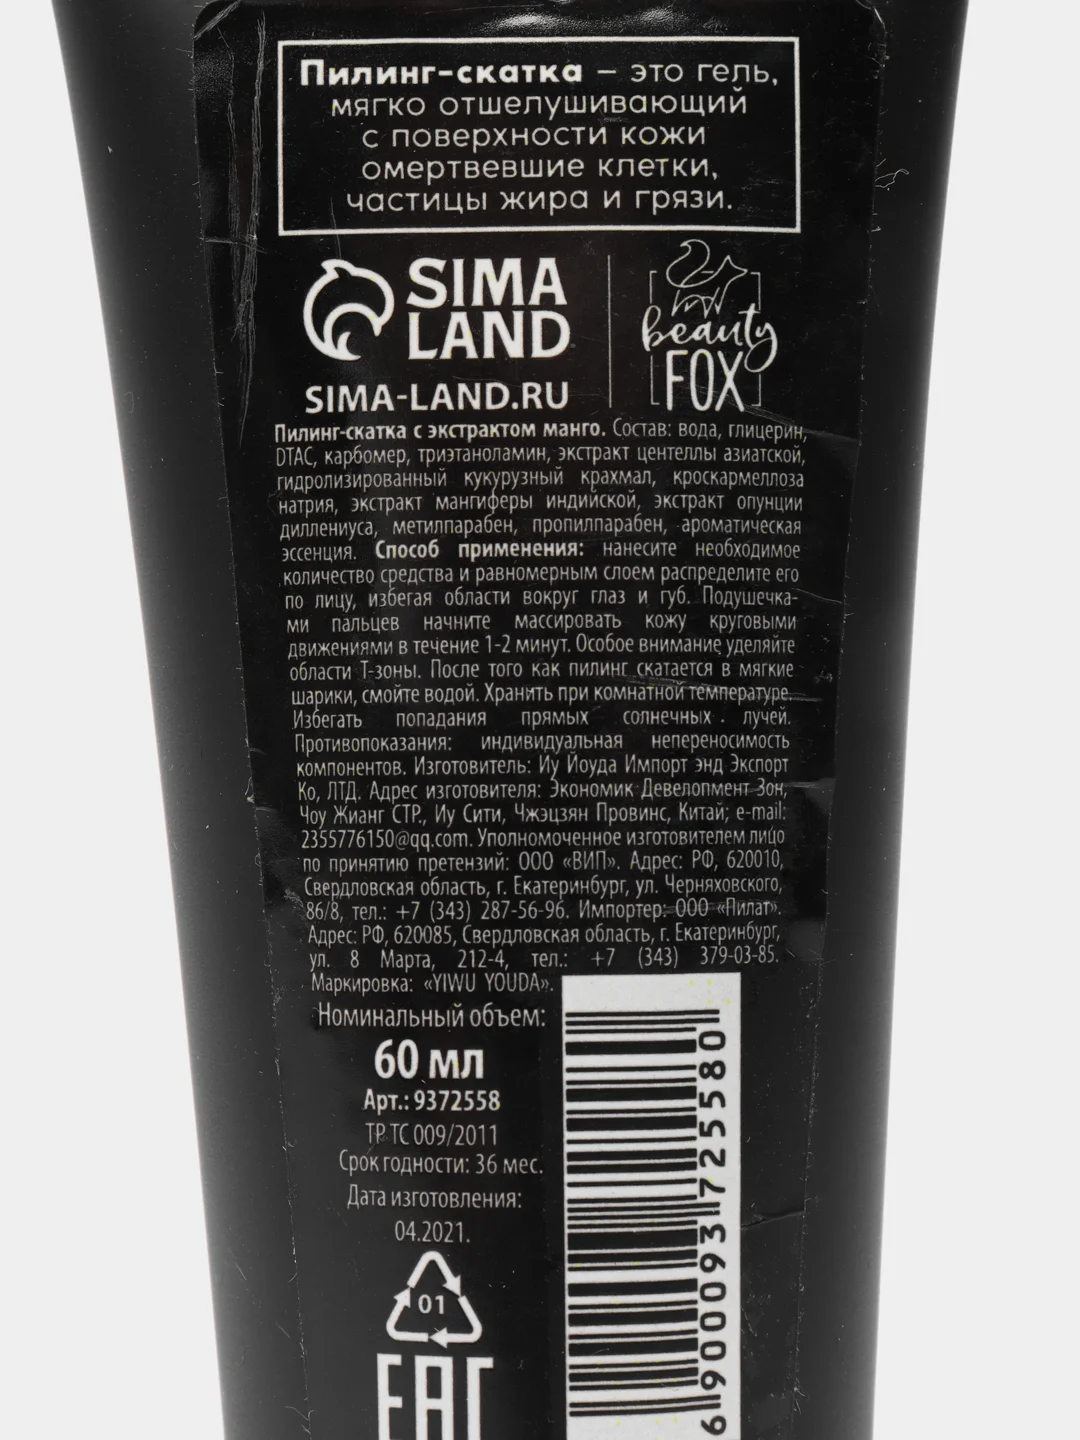 Пилинг-скатка – это гель,
мягко отшелушивающий
с поверхности кожи
омертвевшие клетки,
частицы жира и грязи.
SIMA
LAND
SIMA-LAND.RU
beauty
FOX
Пилинг-скатка с экстрактом манго. Состав: вода, глицерин,
DTAC, карбомер, триэтаноламин, экстракт центеллы азиатской,
гидролизированный кукурузный крахмал, кроскармеллоза
натрия, экстракт мангиферы индийской, экстракт опунции
диллениуса, метилпарабен, пропилпарабен, ароматическая
эссенция. Способ применения: нанесите необходимое
количество средства и равномерным слоем распределите его
по лицу, избегая области вокруг глаз и губ. Подушечка-
ми пальцев начните массировать кожу круговыми
движениями в течение 1-2 минут. Особое внимание уделяйте
области Т-зоны. После того как пилинг скатается в мягкие
шарики, смойте водой. Хранить при комнатной температуре.
Избегать попадания прямых солнечных лучей.
Противопоказания: индивидуальная непереносимость
компонентов. Изготовитель: Иу Йоуда Импорт энд Экспорт
Ко, ЛТД. Адрес изготовителя: Экономик Девелопмент Зон,
Чоу Жианг СТР., Иу Сити, Чжэцзян Провинс, Китай; e-mail:
2355776150@qq.com. Уполномоченное изготовителем лицо
по принятию претензий: ООО «ВИП». Адрес: РФ, 620010,
Свердловская область, г. Екатеринбург, ул. Черняховского,
86/8, тел.: +7 (343) 287-56-96. Импортер: ООО «Пилат».
Адрес: РФ, 620085, Свердловская область, г. Екатеринбург,
ул. 8 Марта, 212-4, тел.: +7 (343) 379-03-85.
Маркировка: «YIWU YOUDA».
Номинальный объем:
60 мл
Арт.: 9372558
ТР ТС 009/2011
Срок годности: 36 мес.
Дата изготовления:
04.2021.
01
EAC
6 900093 725580